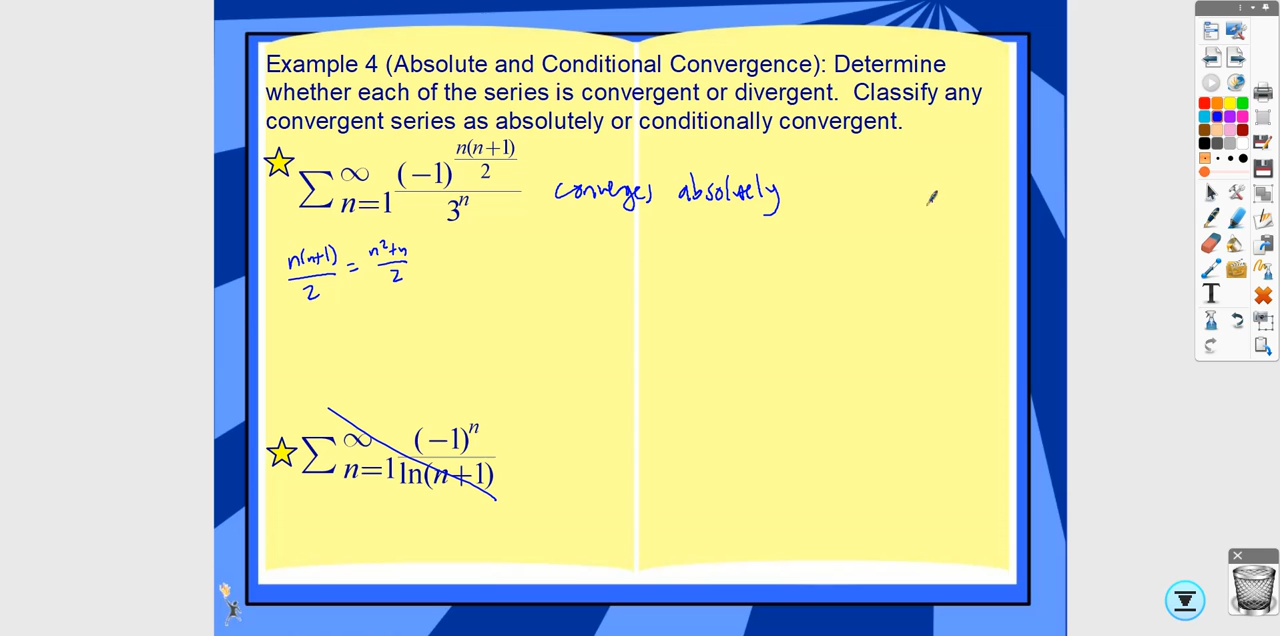 Example 4 (Absolute and Conditional Convergence): Determine
whether each of the series is convergent or divergent.  Classify any
convergent series as absolutely or conditionally convergent.
∑ ∞ n=1 (−1)^(n(n+1)/2) / 3^n converges absolutely
n(n+1)/2 = n²+n/2
∑ ∞ n=1 (−1)^n / ln(n+1)
T